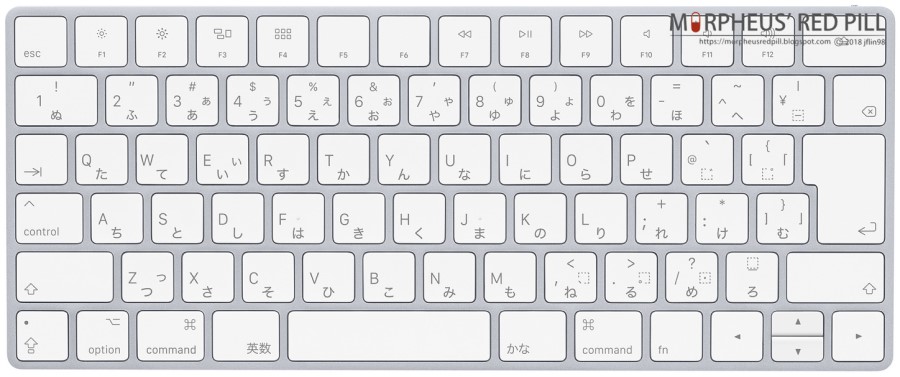 MORPHEUS' RED PILL
https://morpheusredpill.blogspot.com ©2018 jflin98
esc F1 F2 F3 F4 F5 F6 F7 F8 F9 F10 F11 F12
! " # ぁ $ ぅ % ぇ & ぉ ' ゃ ( ゅ ) ょ を = ~ |
1 ぬ 2 ふ 3 あ 4 う 5 え 6 お 7 や 8 ゆ 9 よ 0 わ - ほ ^ へ ¥
Q た W て E ぃ い R す T か Y ん U な I に O ら P せ ` @ { [ 「
control A ち S と D し F は G き H く J ま K の L り + ; れ * : け } ] 」 む
Z っ つ X さ C そ V ひ B こ N み M も < , ね > . る ? / め ろ
option command 英数 かな command fn